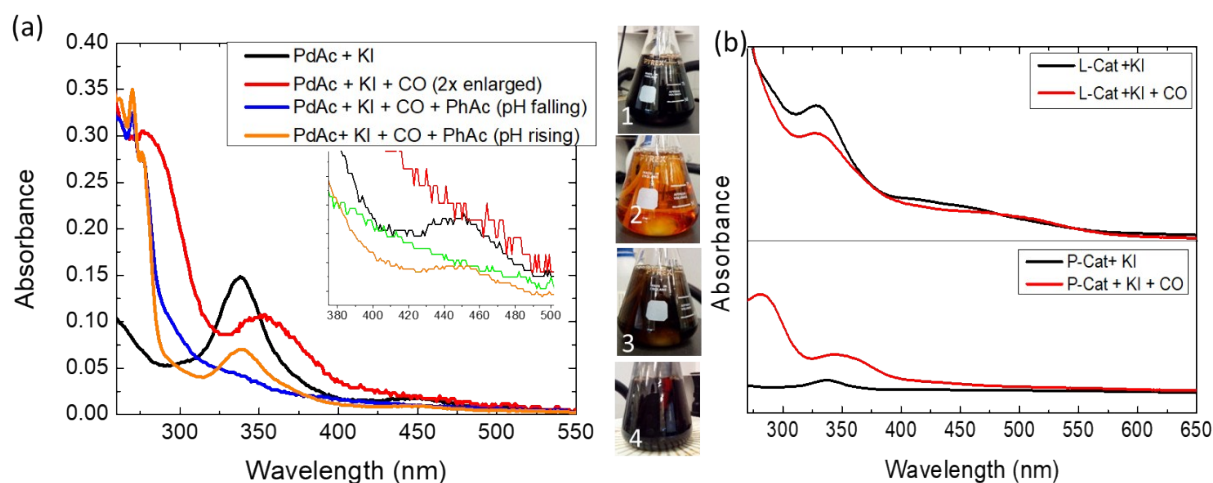 (a)
Absorbance
0.40
0.35
0.30
0.25
0.20
0.15
0.10
0.05
0.00
300 350 400 450 500 550
Wavelength (nm)
PdAc + KI
PdAc + KI + CO (2x enlarged)
PdAc + KI + CO + PhAc (pH falling)
PdAc+ KI + CO + PhAc (pH rising)
380 400 420 440 460 480 500
1
PYREX
2
3
4
(b)
Absorbance
L-Cat +KI
L-Cat+KI + CO
P-Cat+ KI
P-Cat + KI + CO
300 350 400 450 500 550 600 650
Wavelength (nm)